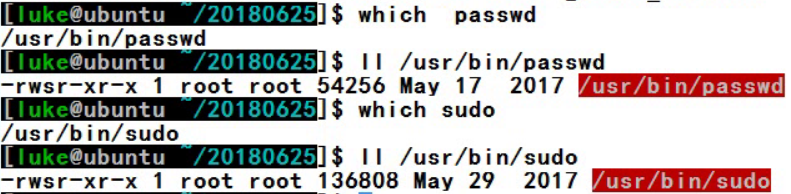 [luke@ubuntu ~/20180625]$ which  passwd
/usr/bin/passwd
[luke@ubuntu ~/20180625]$ ll /usr/bin/passwd
-rwsr-xr-x 1 root root 54256 May 17  2017 /usr/bin/passwd
[luke@ubuntu ~/20180625]$ which sudo
/usr/bin/sudo
[luke@ubuntu ~/20180625]$ ll /usr/bin/sudo
-rwsr-xr-x 1 root root 136808 May 29  2017 /usr/bin/sudo